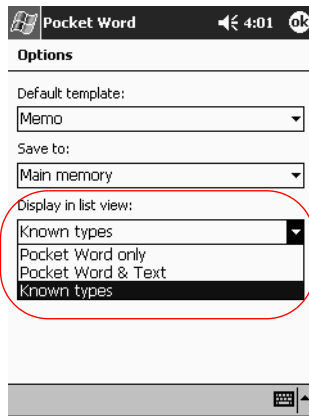 Pocket Word 4:01 ok
Options
Default template:
Memo
Save to:
Main memory
Display in list view:
Known types
Pocket Word only
Pocket Word & Text
Known types